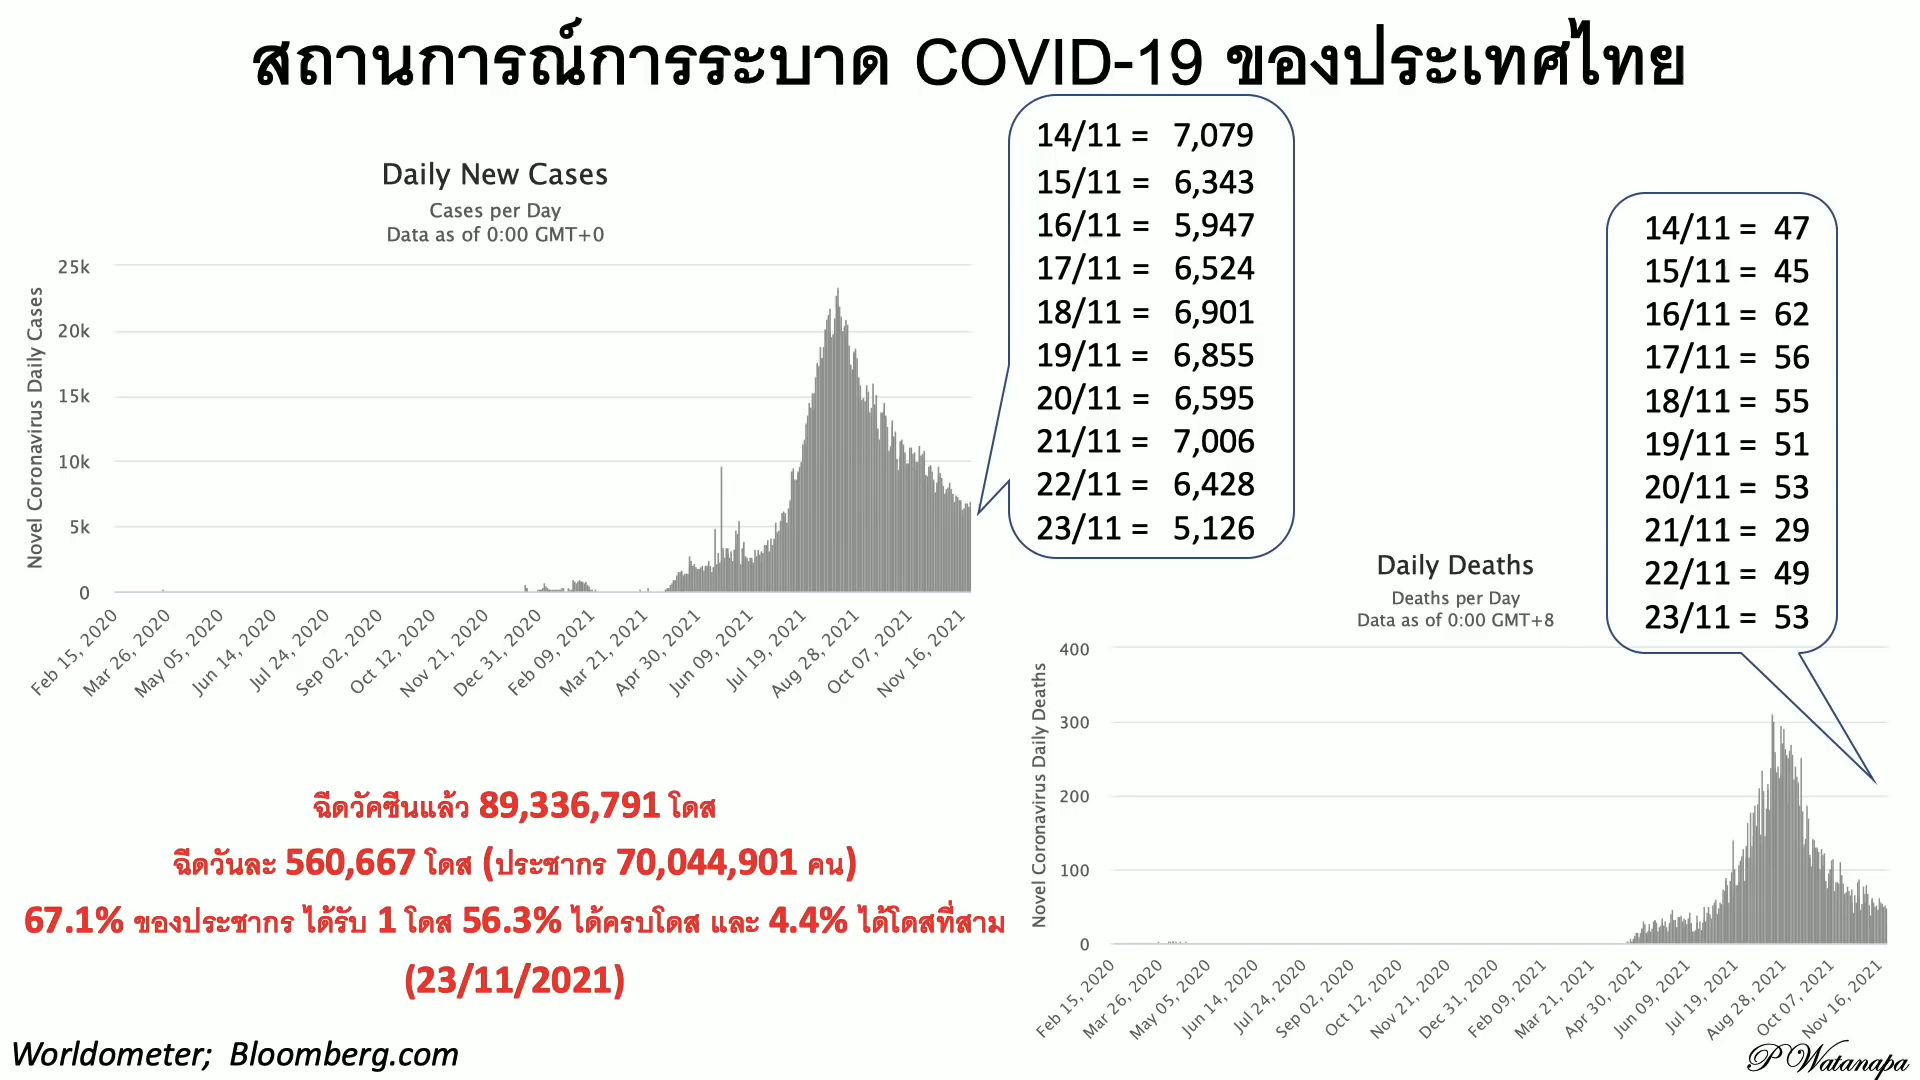 สถานการณ์การระบาด COVID-19 ของประเทศไทย
Daily New Cases
Cases per Day
Data as of 0:00 GMT+0
Novel Coronavirus Daily Cases
25k
20k
15k
10k
5k
0
Feb 15, 2020
Mar 26, 2020
May 05, 2020
Jun 14, 2020
Jul 24, 2020
Sep 02, 2020
Oct 12, 2020
Nov 21, 2020
Dec 31, 2020
Feb 09, 2021
Mar 21, 2021
Apr 30, 2021
Jun 09, 2021
Jul 19, 2021
Aug 28, 2021
Oct 07, 2021
Nov 16, 2021
14/11 = 7,079
15/11 = 6,343
16/11 = 5,947
17/11 = 6,524
18/11 = 6,901
19/11 = 6,855
20/11 = 6,595
21/11 = 7,006
22/11 = 6,428
23/11 = 5,126
14/11 = 47
15/11 = 45
16/11 = 62
17/11 = 56
18/11 = 55
19/11 = 51
20/11 = 53
21/11 = 29
22/11 = 49
23/11 = 53
Daily Deaths
Deaths per Day
Data as of 0:00 GMT+8
Novel Coronavirus Daily Deaths
400
300
200
100
0
Feb 15, 2020
Mar 26, 2020
May 05, 2020
Jun 14, 2020
Jul 24, 2020
Sep 02, 2020
Oct 12, 2020
Nov 21, 2020
Dec 31, 2020
Feb 09, 2021
Mar 21, 2021
Apr 30, 2021
Jun 09, 2021
Jul 19, 2021
Aug 28, 2021
Oct 07, 2021
Nov 16, 2021
ฉีดวัคซีนแล้ว 89,336,791 โดส
ฉีดวันละ 560,667 โดส (ประชากร 70,044,901 คน)
67.1% ของประชากร ได้รับ 1 โดส 56.3% ได้ครบโดส และ 4.4% ได้โดสที่สาม
(23/11/2021)
Worldometer; Bloomberg.com
P Watanapa